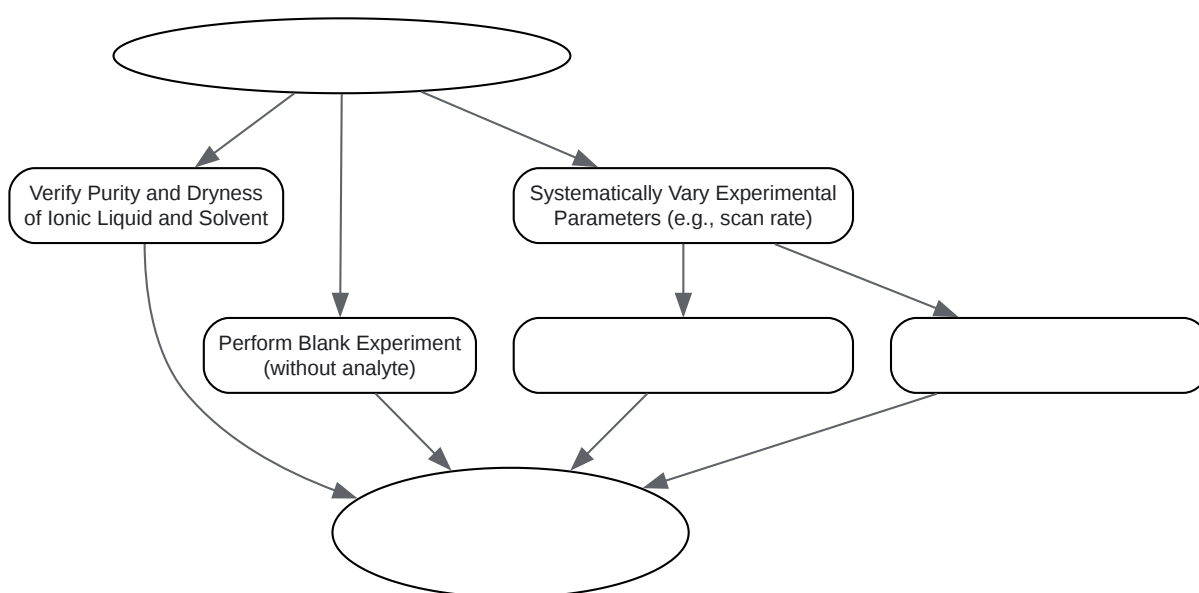 Verify Purity and Dryness
of Ionic Liquid and Solvent
Systematically Vary Experimental
Parameters (e.g., scan rate)
Perform Blank Experiment
(without analyte)